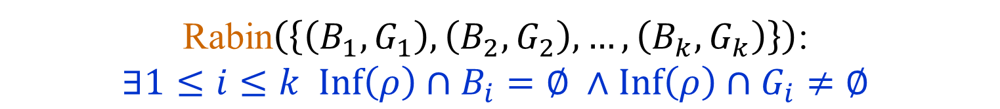 Rabin({(B₁, G₁), (B₂, G₂), …, (Bₖ, Gₖ)}):
∃1 ≤ i ≤ k Inf(ρ) ∩ Bᵢ = ∅ ∧ Inf(ρ) ∩ Gᵢ ≠ ∅